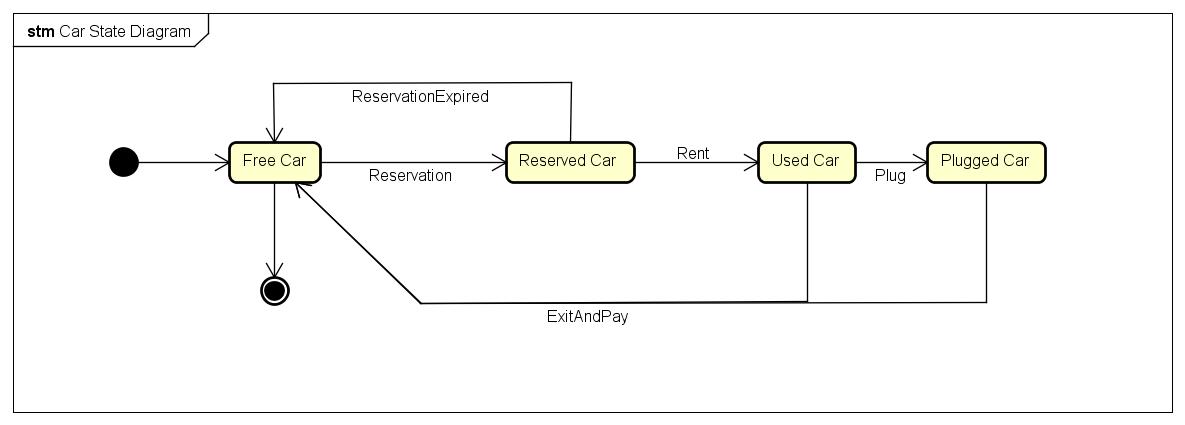 stm Car State Diagram
ReservationExpired
Free Car
Reservation
Reserved Car
Rent
Used Car
Plug
Plugged Car
ExitAndPay